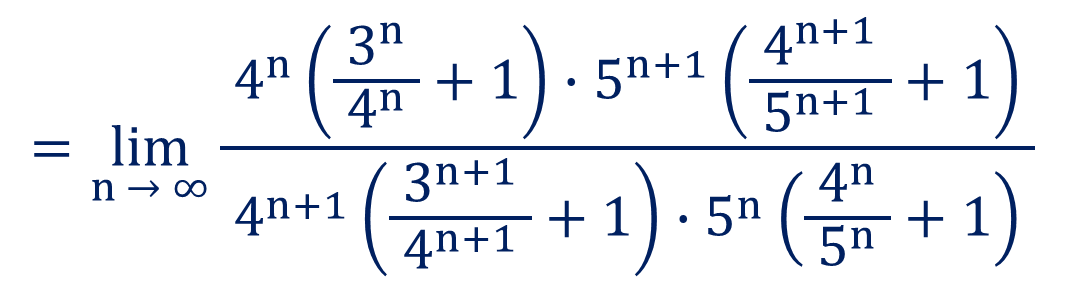 = lim n → ∞ 4ⁿ (3ⁿ/4ⁿ + 1) · 5ⁿ⁺¹ (4ⁿ⁺¹/5ⁿ⁺¹ + 1) / 4ⁿ⁺¹ (3ⁿ⁺¹/4ⁿ⁺¹ + 1) · 5ⁿ (4ⁿ/5ⁿ + 1)